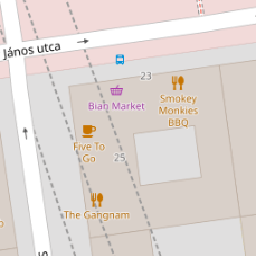 János utca
23
Bian Market
Smokey
Monkies
BBQ
Five To
Go
25
The Gangnam